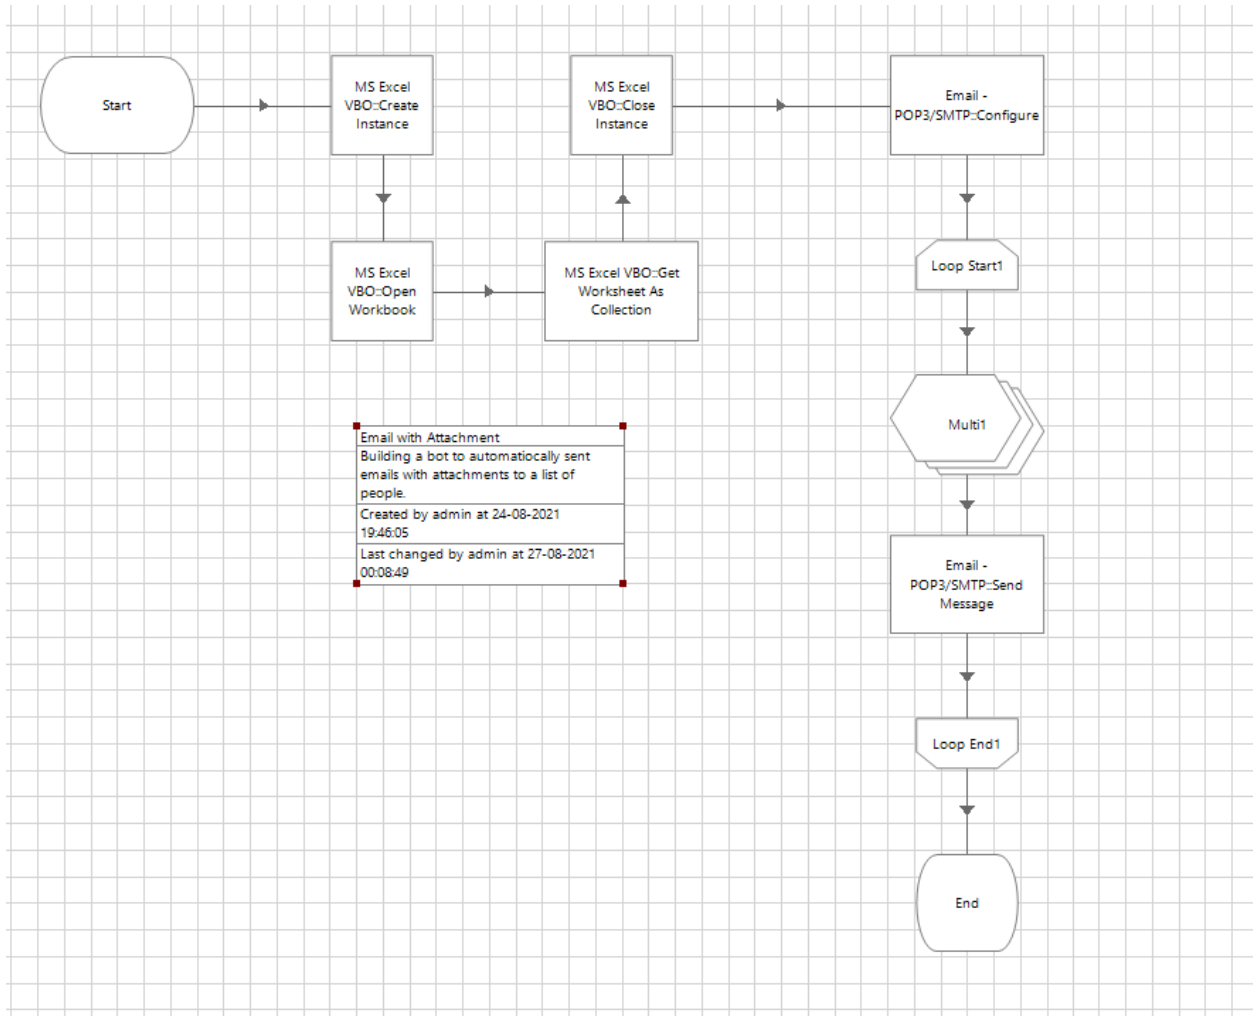 Start
MS Excel
VBO::Create
Instance
MS Excel
VBO::Open
Workbook
MS Excel VBO::Get
Worksheet As
Collection
MS Excel
VBO::Close
Instance
Email -
POP3/SMTP::Configure
Loop Start1
Multi1
Email -
POP3/SMTP::Send
Message
Loop End1
End
Email with Attachment
Building a bot to automatiocally sent
emails with attachments to a list of
people.
Created by admin at 24-08-2021
19:46:05
Last changed by admin at 27-08-2021
00:08:49